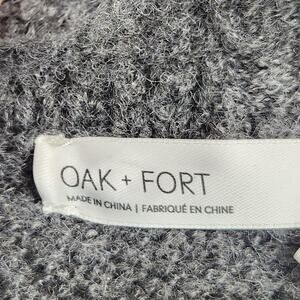 OAK + FORT
MADE IN CHINA | FABRIQUÉ EN CHINE